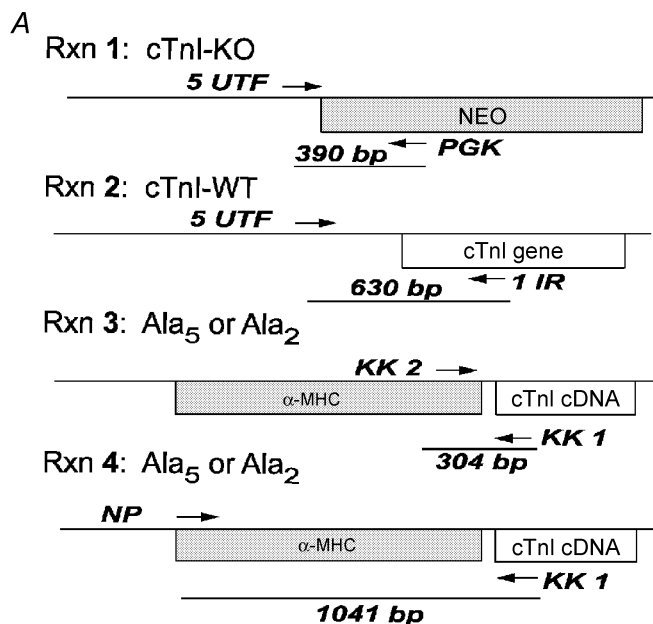 A
Rxn 1: cTnI-KO
5 UTF
NEO
PGK
390 bp
Rxn 2: cTnI-WT
5 UTF
cTnI gene
1 IR
630 bp
Rxn 3: Ala5 or Ala2
KK 2
α-MHC
cTnI cDNA
KK 1
304 bp
Rxn 4: Ala5 or Ala2
NP
α-MHC
cTnI cDNA
KK 1
1041 bp